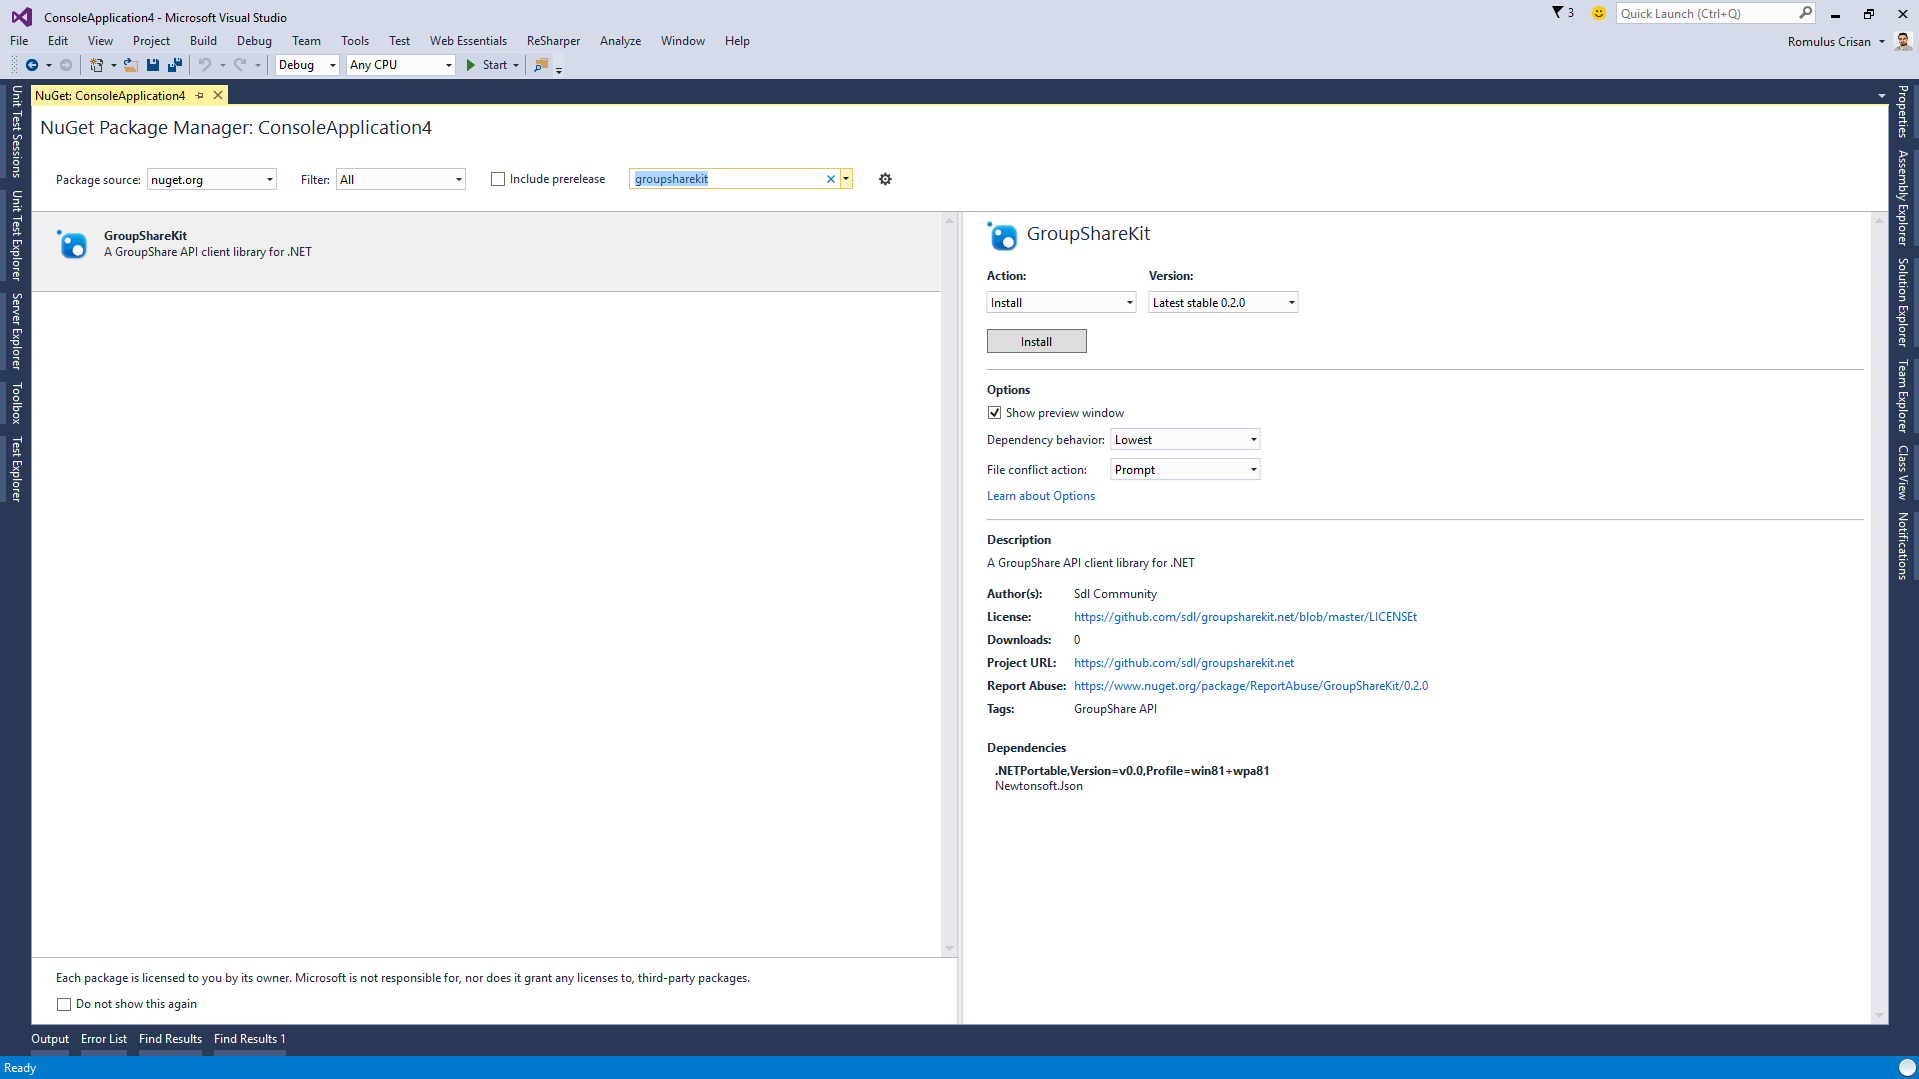 ConsoleApplication4 - Microsoft Visual Studio
3
Quick Launch (Ctrl+Q)
File Edit View Project Build Debug Team Tools Test Web Essentials ReSharper Analyze Window Help
Romulus Crisan
Debug Any CPU Start
NuGet: ConsoleApplication4
NuGet Package Manager: ConsoleApplication4
Package source: nuget.org Filter: All Include prerelease groupsharekit
GroupShareKit
A GroupShare API client library for .NET
GroupShareKit
Action: Version:
Install Latest stable 0.2.0
Install
Options
Show preview window
Dependency behavior: Lowest
File conflict action: Prompt
Learn about Options
Description
A GroupShare API client library for .NET
Author(s): Sdl Community
License: https://github.com/sdl/groupsharekit.net/blob/master/LICENSEt
Downloads: 0
Project URL: https://github.com/sdl/groupsharekit.net
Report Abuse: https://www.nuget.org/package/ReportAbuse/GroupShareKit/0.2.0
Tags: GroupShare API
Dependencies
.NETPortable,Version=v0.0,Profile=win81+wpa81
Newtonsoft.Json
Each package is licensed to you by its owner. Microsoft is not responsible for, nor does it grant any licenses to, third-party packages.
Do not show this again
Unit Test Sessions
Unit Test Explorer
Server Explorer
Toolbox
Test Explorer
Properties
Assembly Explorer
Solution Explorer
Team Explorer
Class View
Notifications
Output Error List Find Results Find Results 1
Ready